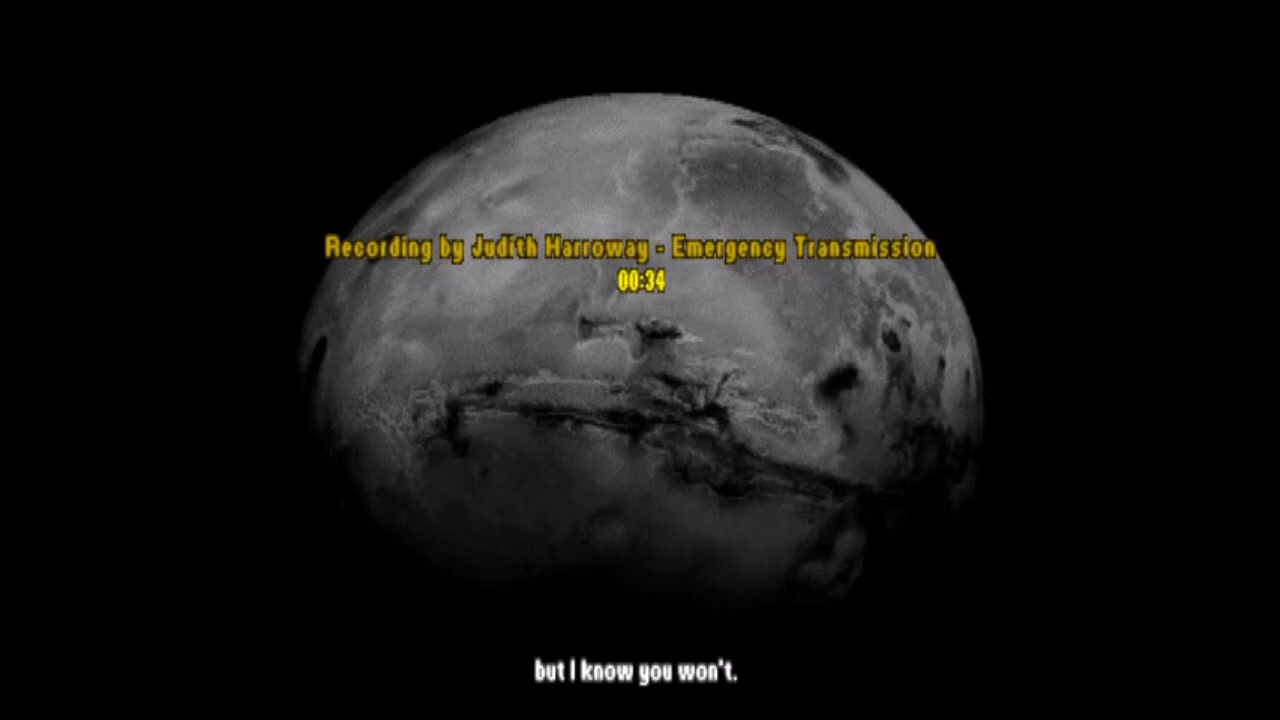 Recording by Judith Harroway - Emergency Transmission
00:34
but I know you won't.